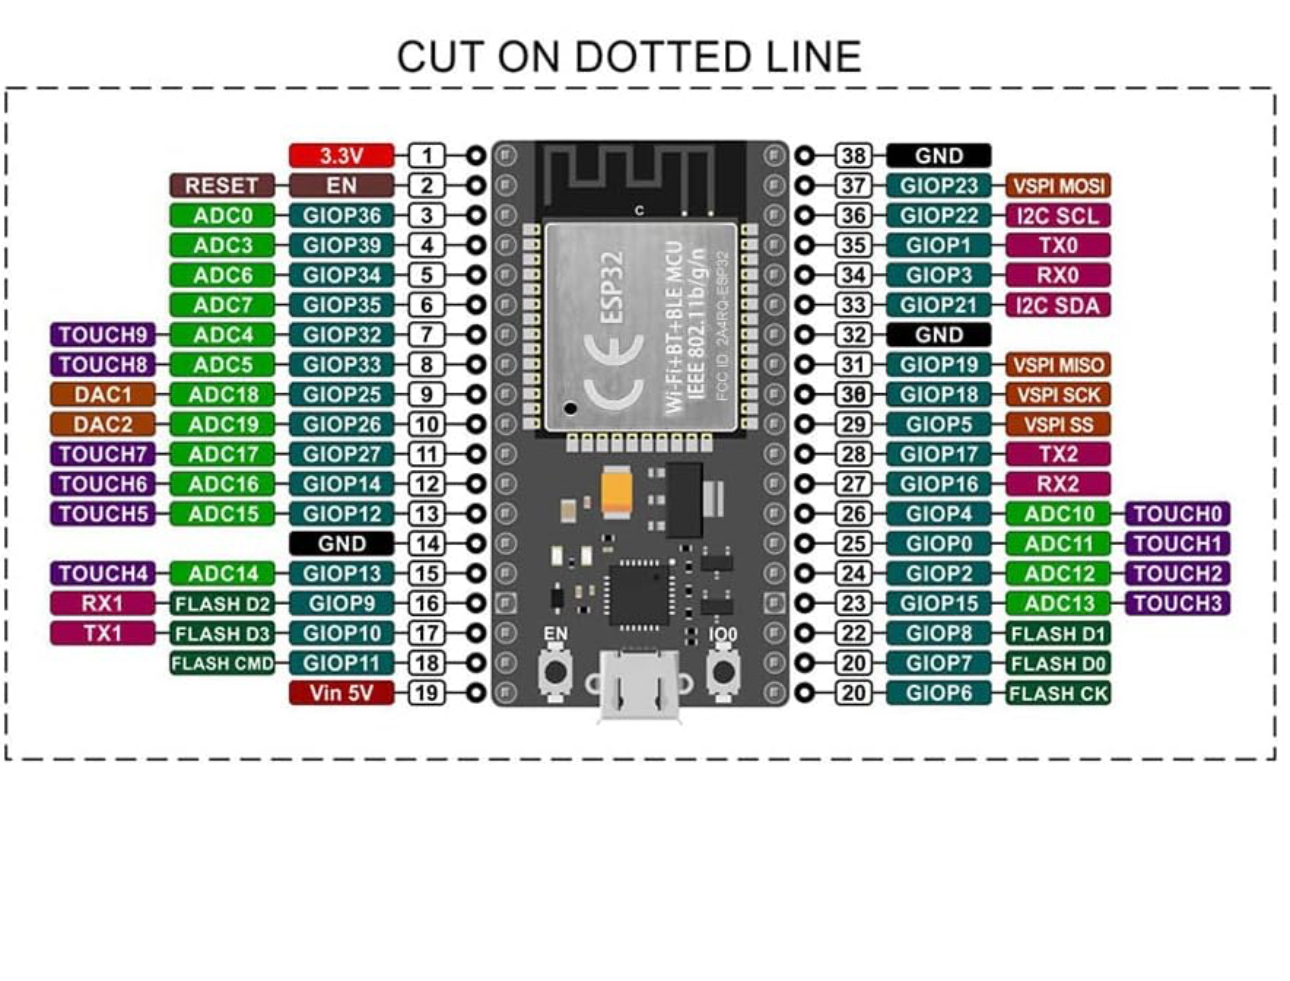 CUT ON DOTTED LINE
3.3V 1 38 GND
RESET EN 2 37 GIOP23 VSPI MOSI
ADC0 GIOP36 3 36 GIOP22 I2C SCL
ADC3 GIOP39 4 35 GIOP1 TX0
ADC6 GIOP34 5 34 GIOP3 RX0
ADC7 GIOP35 6 33 GIOP21 I2C SDA
TOUCH9 ADC4 GIOP32 7 32 GND
TOUCH8 ADC5 GIOP33 8 31 GIOP19 VSPI MISO
DAC1 ADC18 GIOP25 9 30 GIOP18 VSPI SCK
DAC2 ADC19 GIOP26 10 29 GIOP5 VSPI SS
TOUCH7 ADC17 GIOP27 11 28 GIOP17 TX2
TOUCH6 ADC16 GIOP14 12 27 GIOP16 RX2
TOUCH5 ADC15 GIOP12 13 26 GIOP4 ADC10 TOUCH0
GND 14 25 GIOP0 ADC11 TOUCH1
TOUCH4 ADC14 GIOP13 15 24 GIOP2 ADC12 TOUCH2
RX1 FLASH D2 GIOP9 16 23 GIOP15 ADC13 TOUCH3
TX1 FLASH D3 GIOP10 17 22 GIOP8 FLASH D1
FLASH CMD GIOP11 18 20 GIOP7 FLASH D0
Vin 5V 19 20 GIOP6 FLASH CK
C
CE ESP32
Wi-Fi+BT+BLE MCU
IEEE 802.11b/g/n
FCC ID 2A4RQ-ESP32
EN IO0